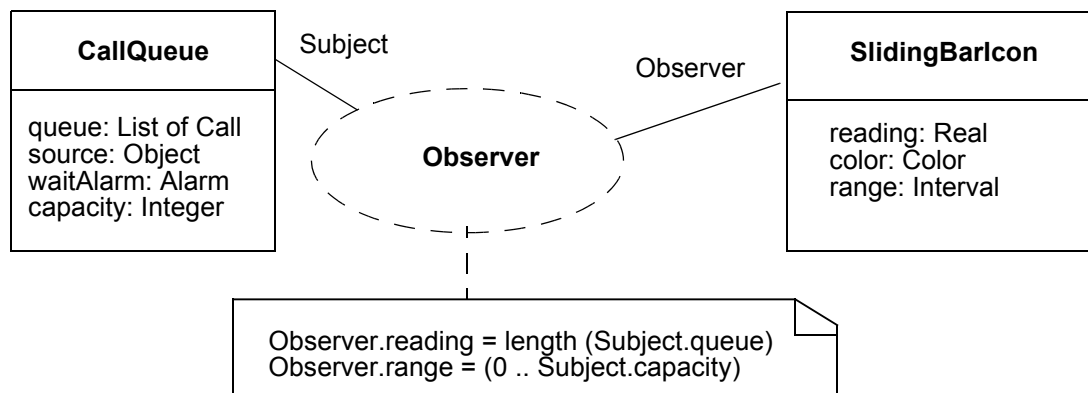 CallQueue
queue: List of Call
source: Object
waitAlarm: Alarm
capacity: Integer
Subject
Observer
Observer
SlidingBarIcon
reading: Real
color: Color
range: Interval
Observer.reading = length (Subject.queue)
Observer.range = (0 .. Subject.capacity)